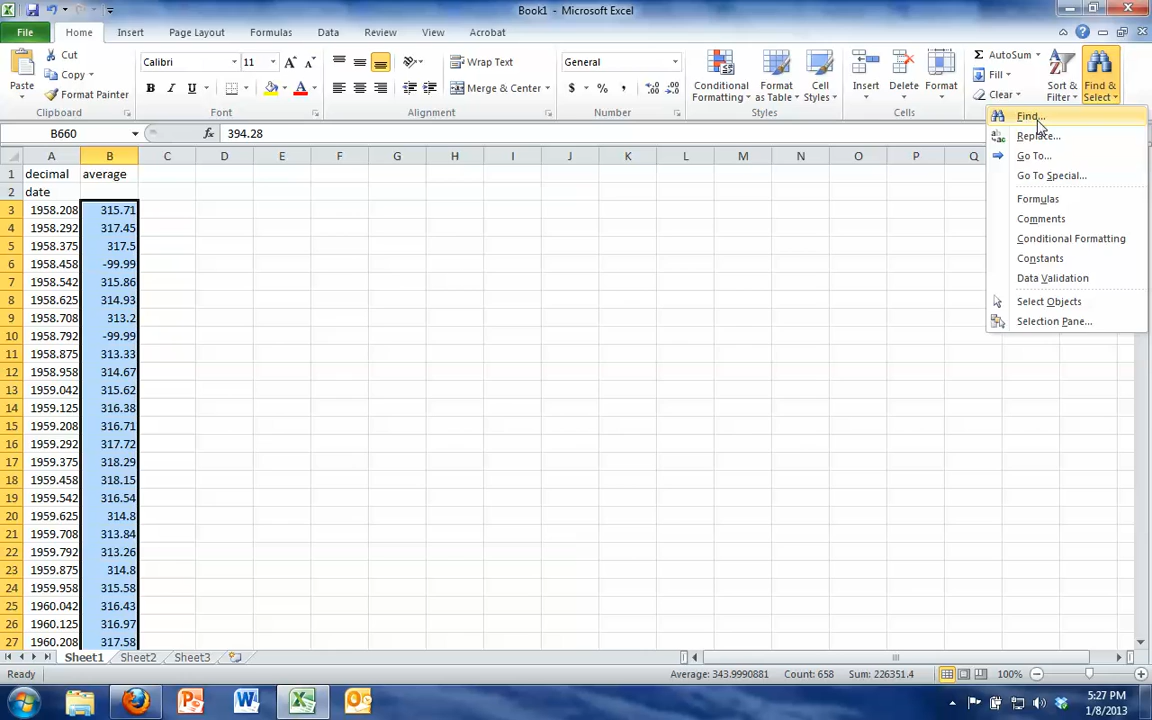 Book1 - Microsoft Excel
File Home Insert Page Layout Formulas Data Review View Acrobat
Paste
Cut
Copy
Format Painter
Clipboard
Calibri 11
B I U
Font
Wrap Text
Merge & Center
Alignment
General
$ % ,
Number
Conditional Formatting
Format as Table
Cell Styles
Styles
Insert Delete Format
Cells
Σ AutoSum
Fill
Clear
Sort & Filter
Find & Select
B660 fx 394.28
Find...
Replace...
Go To...
Go To Special...
Formulas
Comments
Conditional Formatting
Constants
Data Validation
Select Objects
Selection Pane...
A B C D E F G H I J K L M N O P Q
1 decimal average
2 date
3 1958.208 315.71
4 1958.292 317.45
5 1958.375 317.5
6 1958.458 -99.99
7 1958.542 315.86
8 1958.625 314.93
9 1958.708 313.2
10 1958.792 -99.99
11 1958.875 313.33
12 1958.958 314.67
13 1959.042 315.62
14 1959.125 316.38
15 1959.208 316.71
16 1959.292 317.72
17 1959.375 318.29
18 1959.458 318.15
19 1959.542 316.54
20 1959.625 314.8
21 1959.708 313.84
22 1959.792 313.26
23 1959.875 314.8
24 1959.958 315.58
25 1960.042 316.43
26 1960.125 316.97
27 1960.208 317.58
Sheet1 Sheet2 Sheet3
Ready Average: 343.9990881 Count: 658 Sum: 226351.4 100%
5:27 PM
1/8/2013